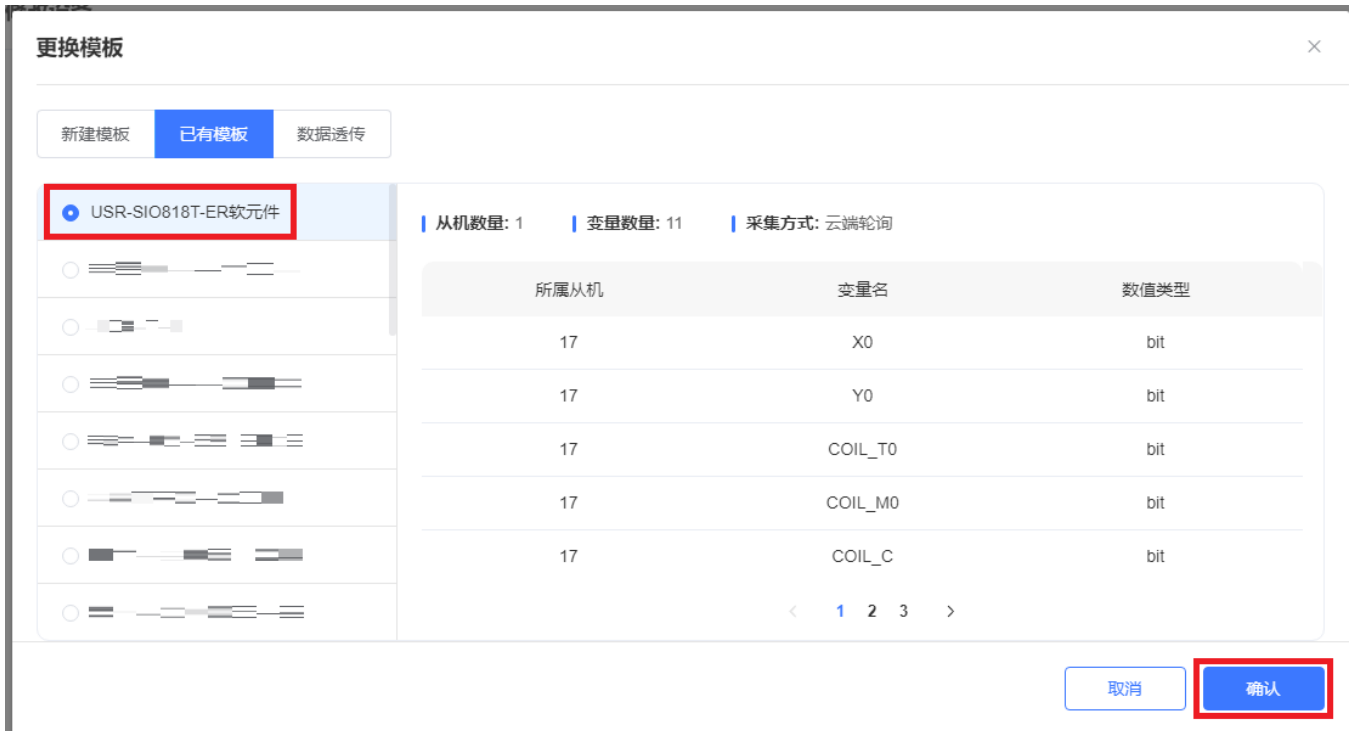 更换模板
新建模板 已有模板 数据透传
USR-SIO818T-ER软元件
从机数量: 1 变量数量: 11 采集方式: 云端轮询
所属从机 变量名 数值类型
17 X0 bit
17 Y0 bit
17 COIL_T0 bit
17 COIL_M0 bit
17 COIL_C bit
1 2 3
取消 确认